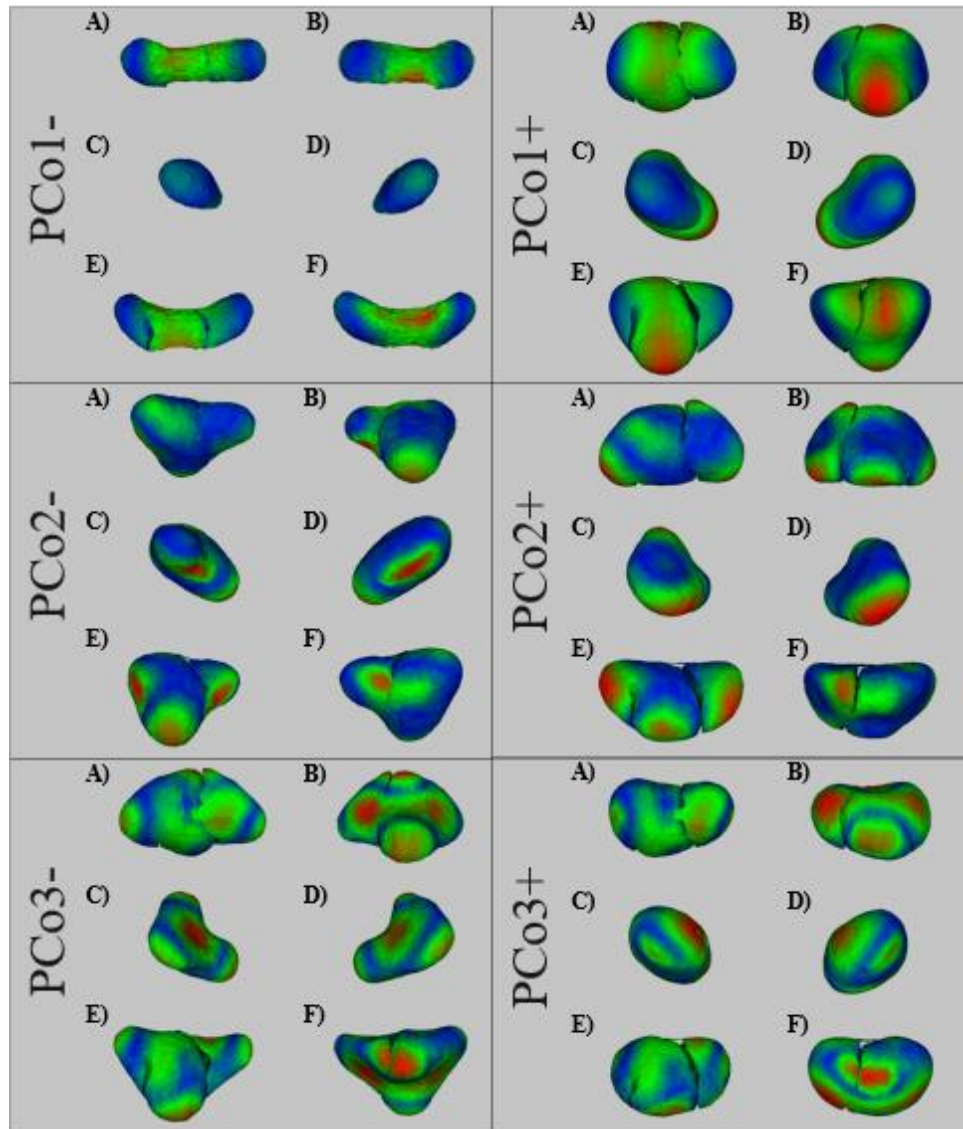 A) B)
C) D)
E) F)
PCo1-
A) B)
C) D)
E) F)
PCo1+
A) B)
C) D)
E) F)
PCo2-
A) B)
C) D)
E) F)
PCo2+
A) B)
C) D)
E) F)
PCo3-
A) B)
C) D)
E) F)
PCo3+